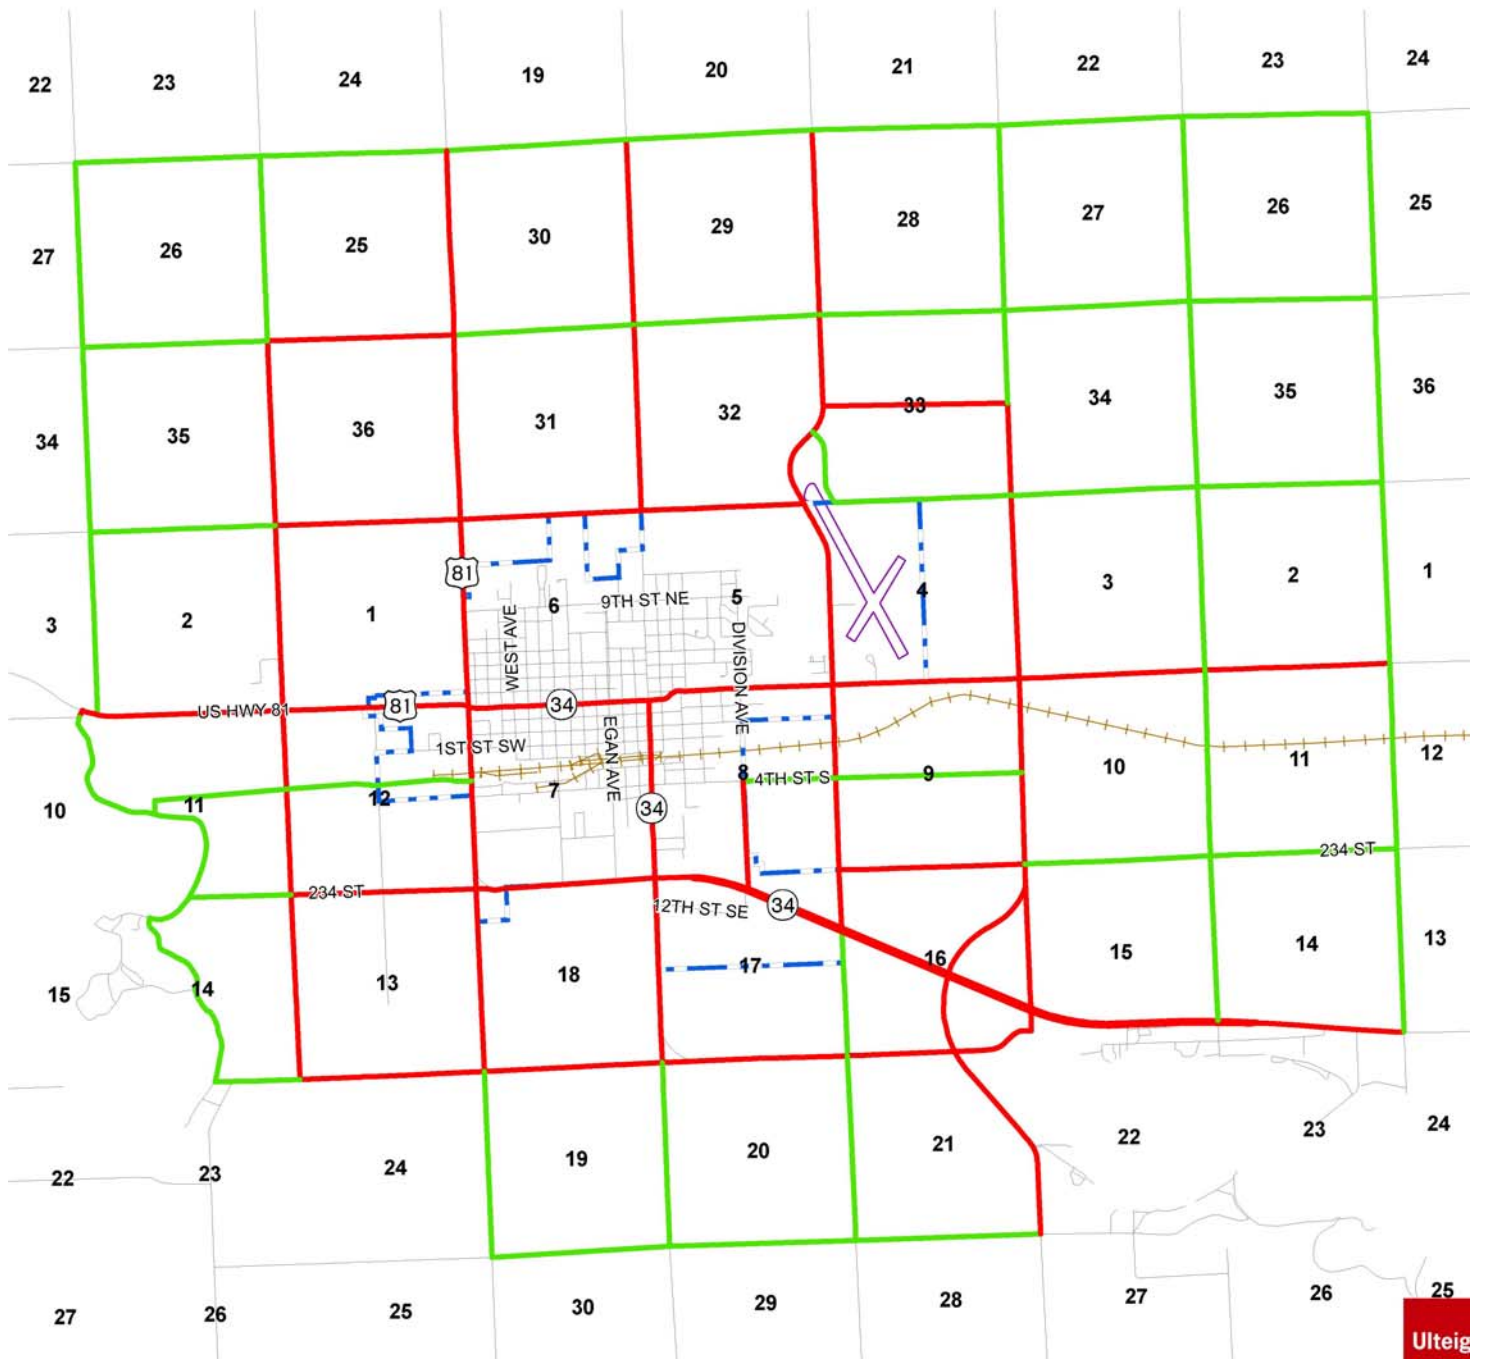 22 23 24 19 20 21 22 23 24
27 26 25 30 29 28 27 26 25
34 35 36 31 32 33 34 35 36
81
3 2 1 6 9TH ST NE 5 4 3 2 1
WEST AVE
DIVISION AVE
US HWY 81
81
34
1ST ST SW
EGAN AVE
10 11 12 7 8 4TH ST S 9 10 11 12
34
234 ST
234 ST
12TH ST SE
34
15 14 13 18 17 16 15 14 13
22 23 24 19 20 21 22 23 24
27 26 25 30 29 28 27 26 25
Ulteig